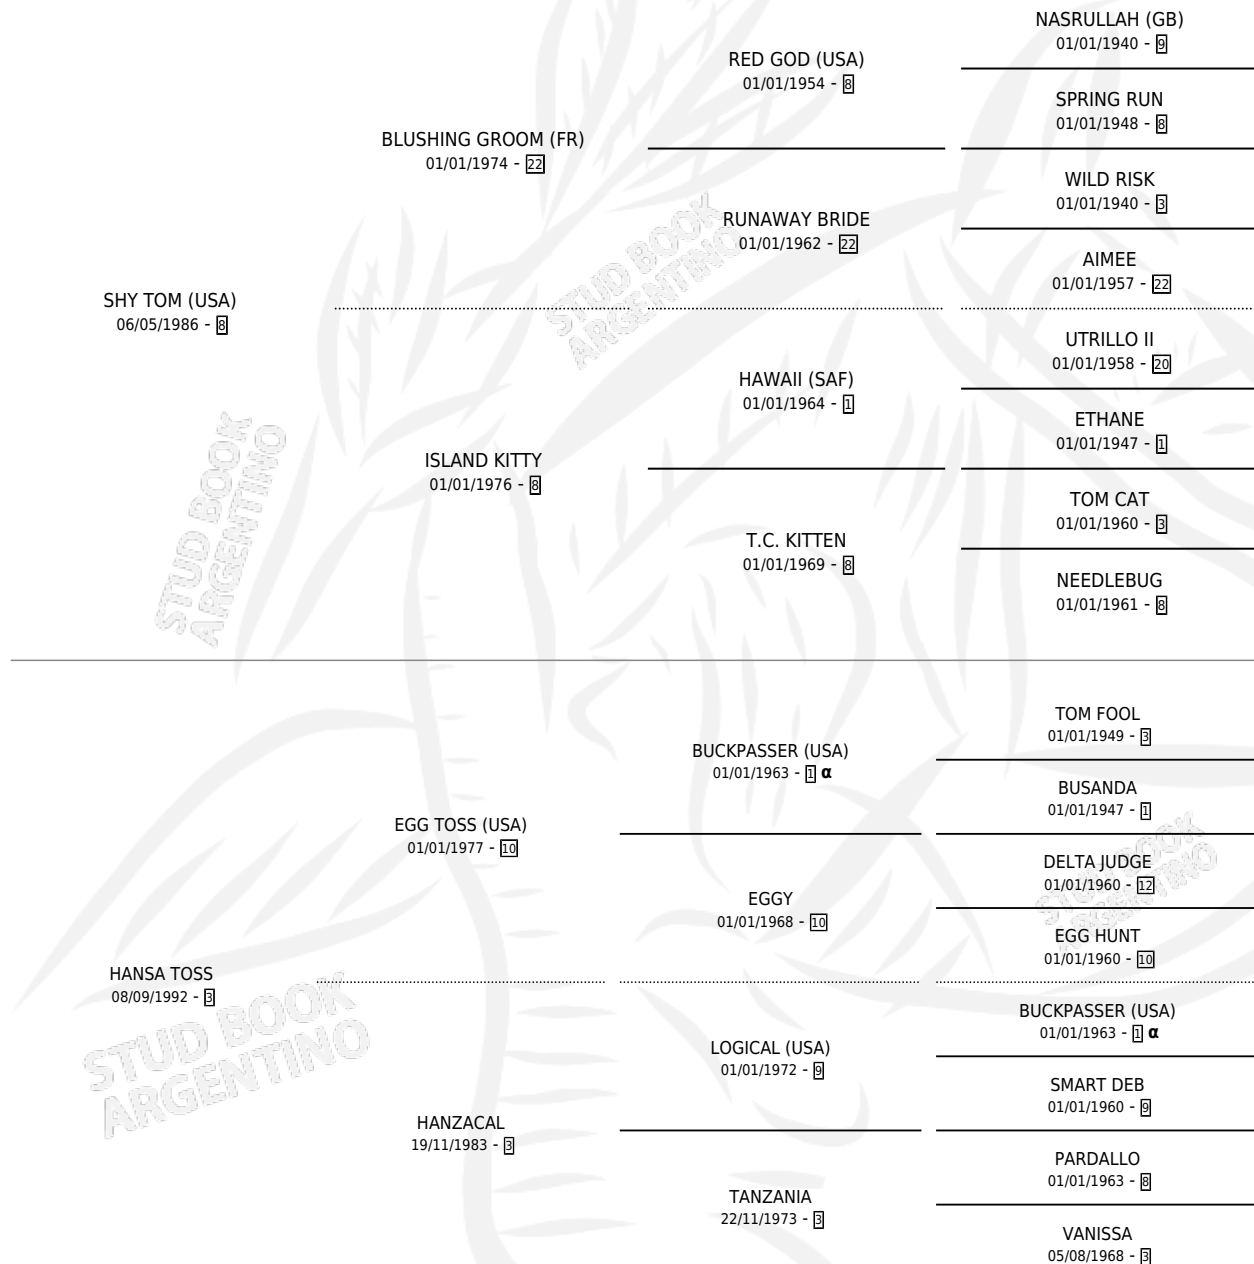 NASRULLAH (GB)
01/01/1940 - 9
RED GOD (USA)
01/01/1954 - 8
SPRING RUN
01/01/1948 - 8
BLUSHING GROOM (FR)
01/01/1974 - 22
WILD RISK
01/01/1940 - 3
RUNAWAY BRIDE
01/01/1962 - 22
AIMEE
01/01/1957 - 22
SHY TOM (USA)
06/05/1986 - 8
UTRILLO II
01/01/1958 - 20
HAWAII (SAF)
01/01/1964 - 1
ETHANE
01/01/1947 - 1
ISLAND KITTY
01/01/1976 - 8
TOM CAT
01/01/1960 - 3
T.C. KITTEN
01/01/1969 - 8
NEEDLEBUG
01/01/1961 - 8
TOM FOOL
01/01/1949 - 3
BUCKPASSER (USA)
01/01/1963 - 1 α
BUSANDA
01/01/1947 - 1
EGG TOSS (USA)
01/01/1977 - 10
DELTA JUDGE
01/01/1960 - 12
EGGY
01/01/1968 - 10
EGG HUNT
01/01/1960 - 10
HANSA TOSS
08/09/1992 - 3
BUCKPASSER (USA)
01/01/1963 - 1 α
LOGICAL (USA)
01/01/1972 - 9
SMART DEB
01/01/1960 - 9
HANZACAL
19/11/1983 - 3
PARDALLO
01/01/1963 - 8
TANZANIA
22/11/1973 - 3
VANISSA
05/08/1968 - 3
STUD BOOK
ARGENTINO
STUD BOOK
ARGENTINO
STUD BOOK
ARGENTINO
STUD BOOK
ARGENTINO